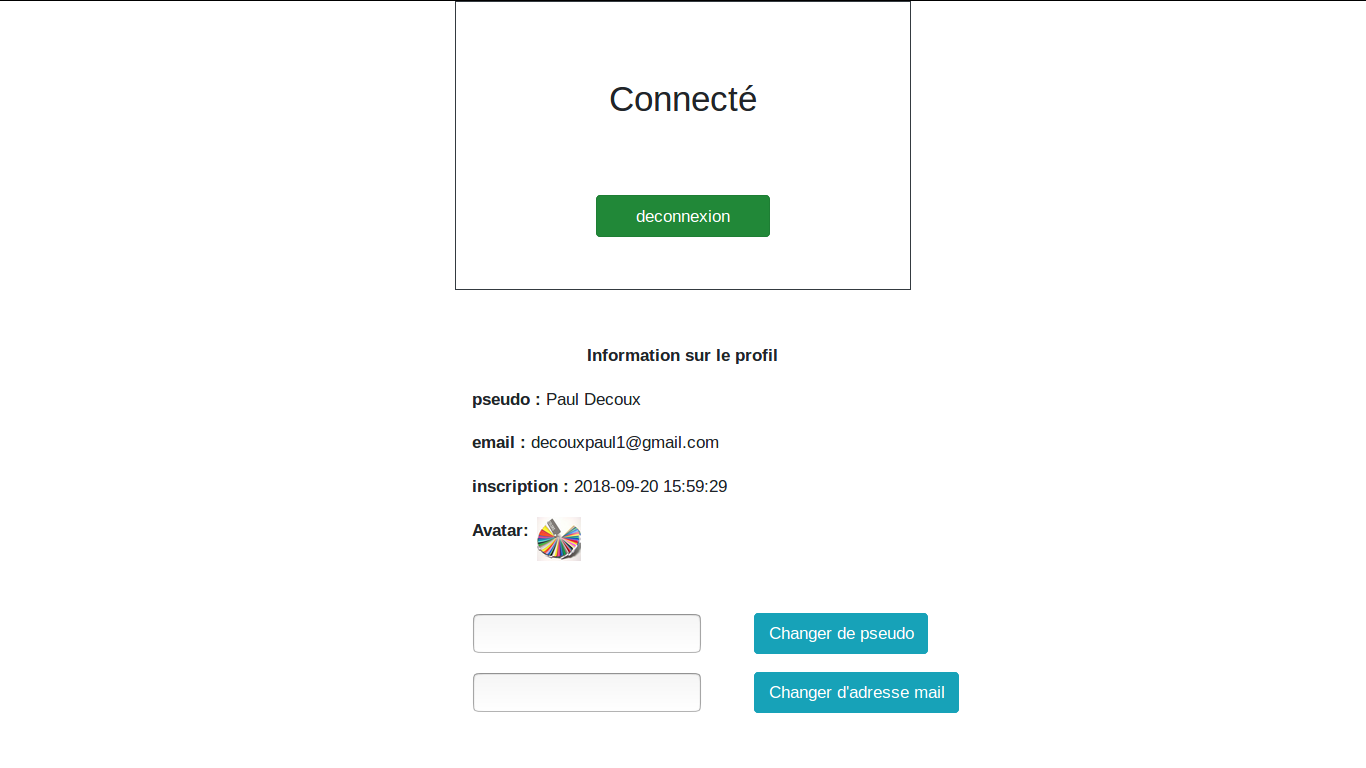 Connecté
deconnexion
Information sur le profil
pseudo : Paul Decoux
email : decouxpaul1@gmail.com
inscription : 2018-09-20 15:59:29
Avatar:
Changer de pseudo
Changer d'adresse mail